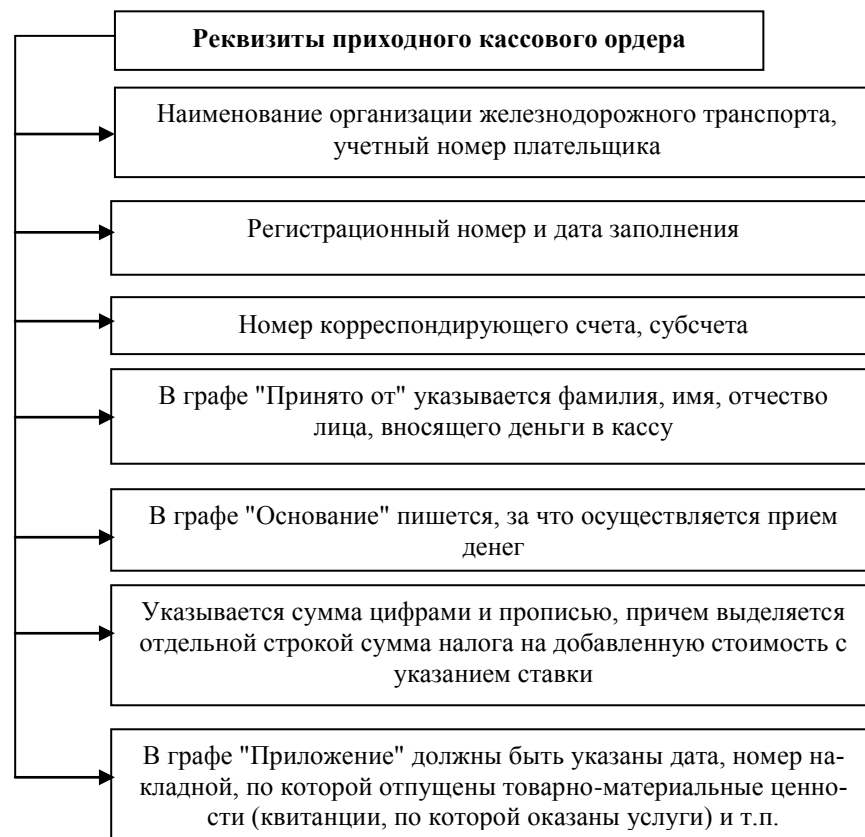 Реквизиты приходного кассового ордера
Наименование организации железнодорожного транспорта,
учетный номер плательщика
Регистрационный номер и дата заполнения
Номер корреспондирующего счета, субсчета
В графе "Принято от" указывается фамилия, имя, отчество
лица, вносящего деньги в кассу
В графе "Основание" пишется, за что осуществляется прием
денег
Указывается сумма цифрами и прописью, причем выделяется
отдельной строкой сумма налога на добавленную стоимость с
указанием ставки
В графе "Приложение" должны быть указаны дата, номер на-
кладной, по которой отпущены товарно-материальные ценно-
сти (квитанции, по которой оказаны услуги) и т.п.